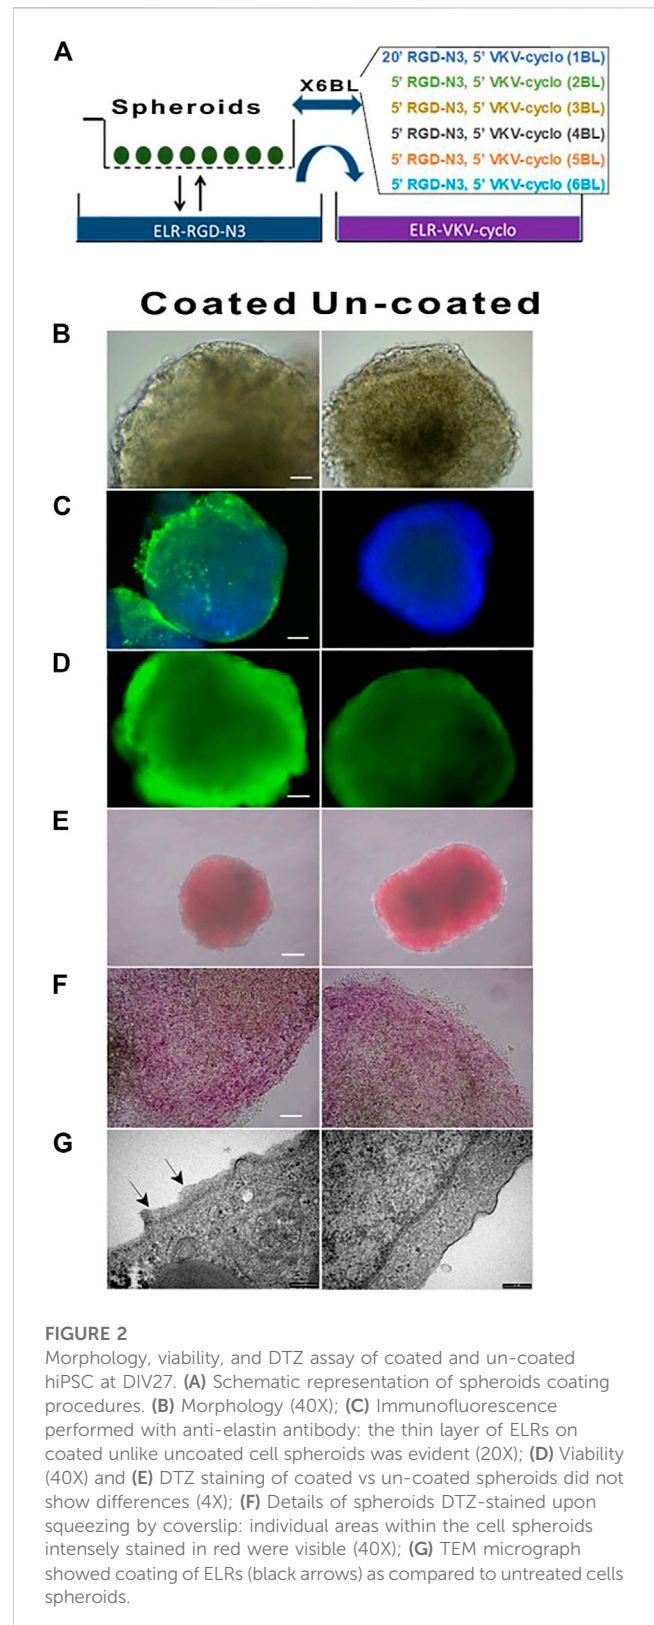 A
20' RGD-N3, 5' VKV-cyclo (1BL)
X6BL
5' RGD-N3, 5' VKV-cyclo (2BL)
Spheroids
5' RGD-N3, 5' VKV-cyclo (3BL)
5' RGD-N3, 5' VKV-cyclo (4BL)
5' RGD-N3, 5' VKV-cyclo (5BL)
5' RGD-N3, 5' VKV-cyclo (6BL)
ELR-RGD-N3
ELR-VKV-cyclo
Coated Un-coated
B
C
D
E
F
G
FIGURE 2
Morphology, viability, and DTZ assay of coated and un-coated
hiPSC at DIV27. (A) Schematic representation of spheroids coating
procedures. (B) Morphology (40X); (C) Immunofluorescence
performed with anti-elastin antibody: the thin layer of ELRs on
coated unlike uncoated cell spheroids was evident (20X); (D) Viability
(40X) and (E) DTZ staining of coated vs un-coated spheroids did not
show differences (4X); (F) Details of spheroids DTZ-stained upon
squeezing by coverslip: individual areas within the cell spheroids
intensely stained in red were visible (40X); (G) TEM micrograph
showed coating of ELRs (black arrows) as compared to untreated cells
spheroids.